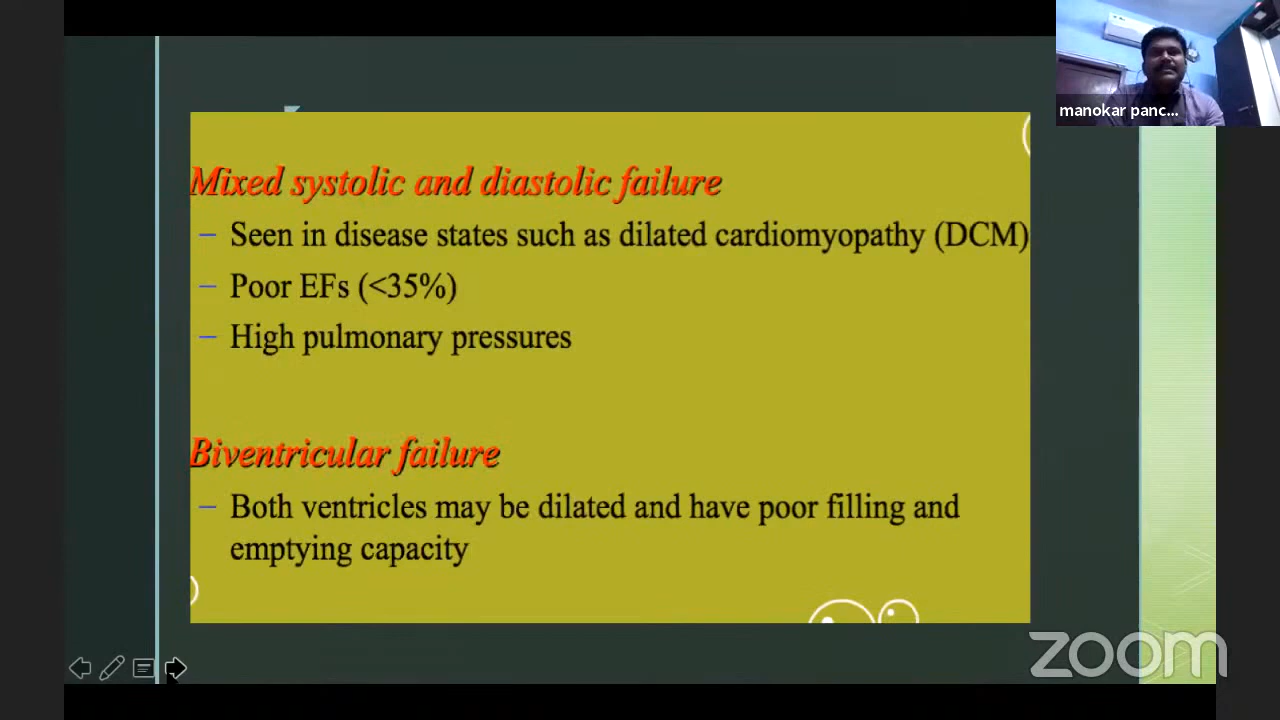 manokar panc...
Mixed systolic and diastolic failure
– Seen in disease states such as dilated cardiomyopathy (DCM)
– Poor EFs (<35%)
– High pulmonary pressures
Biventricular failure
– Both ventricles may be dilated and have poor filling and
emptying capacity
zoom